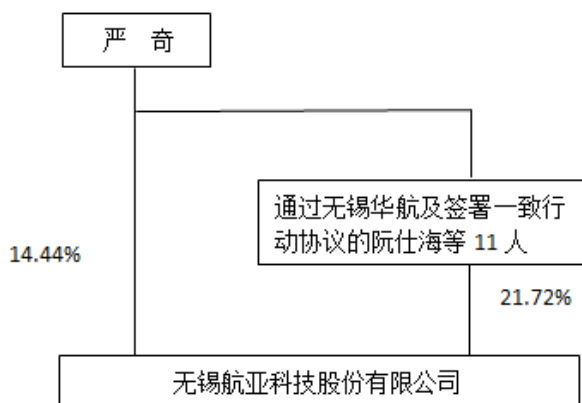 严 奇
通过无锡华航及签署一致行
动协议的阮仕海等 11 人
14.44%
21.72%
无锡航亚科技股份有限公司